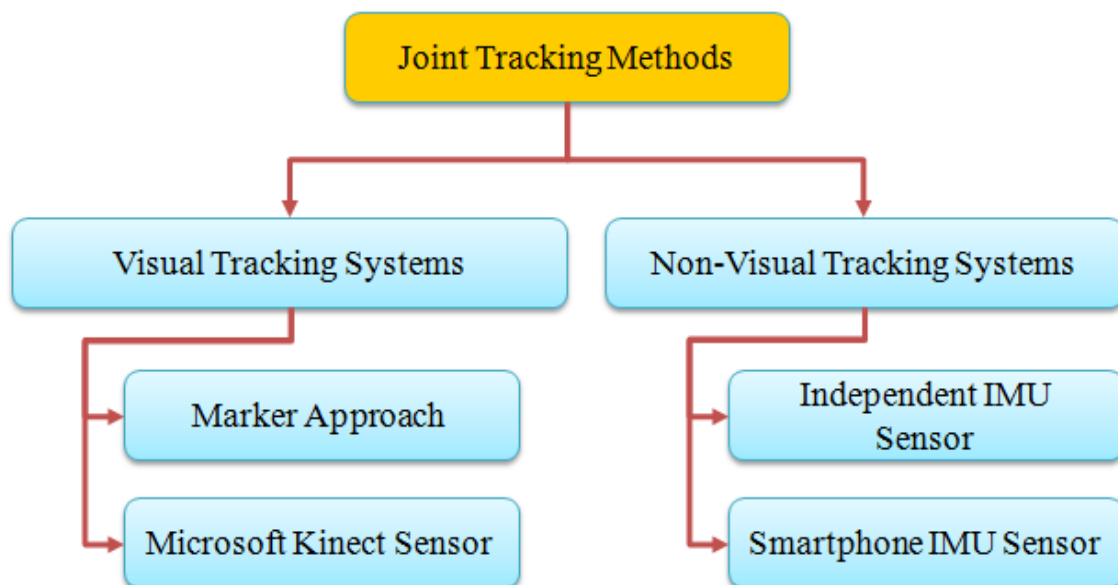 Joint Tracking Methods
Visual Tracking Systems
Non-Visual Tracking Systems
Marker Approach
Microsoft Kinect Sensor
Independent IMU
Sensor
Smartphone IMU Sensor